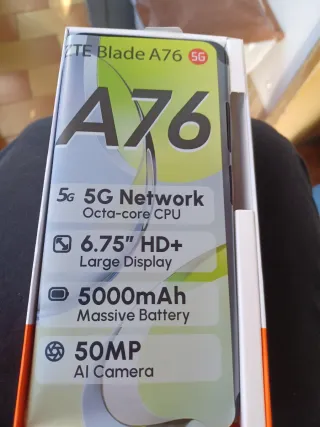 ZTE Blade A76 5G
A76
5G 5G Network
Octa-core CPU
6.75" HD+
Large Display
5000mAh
Massive Battery
50MP
AI Camera